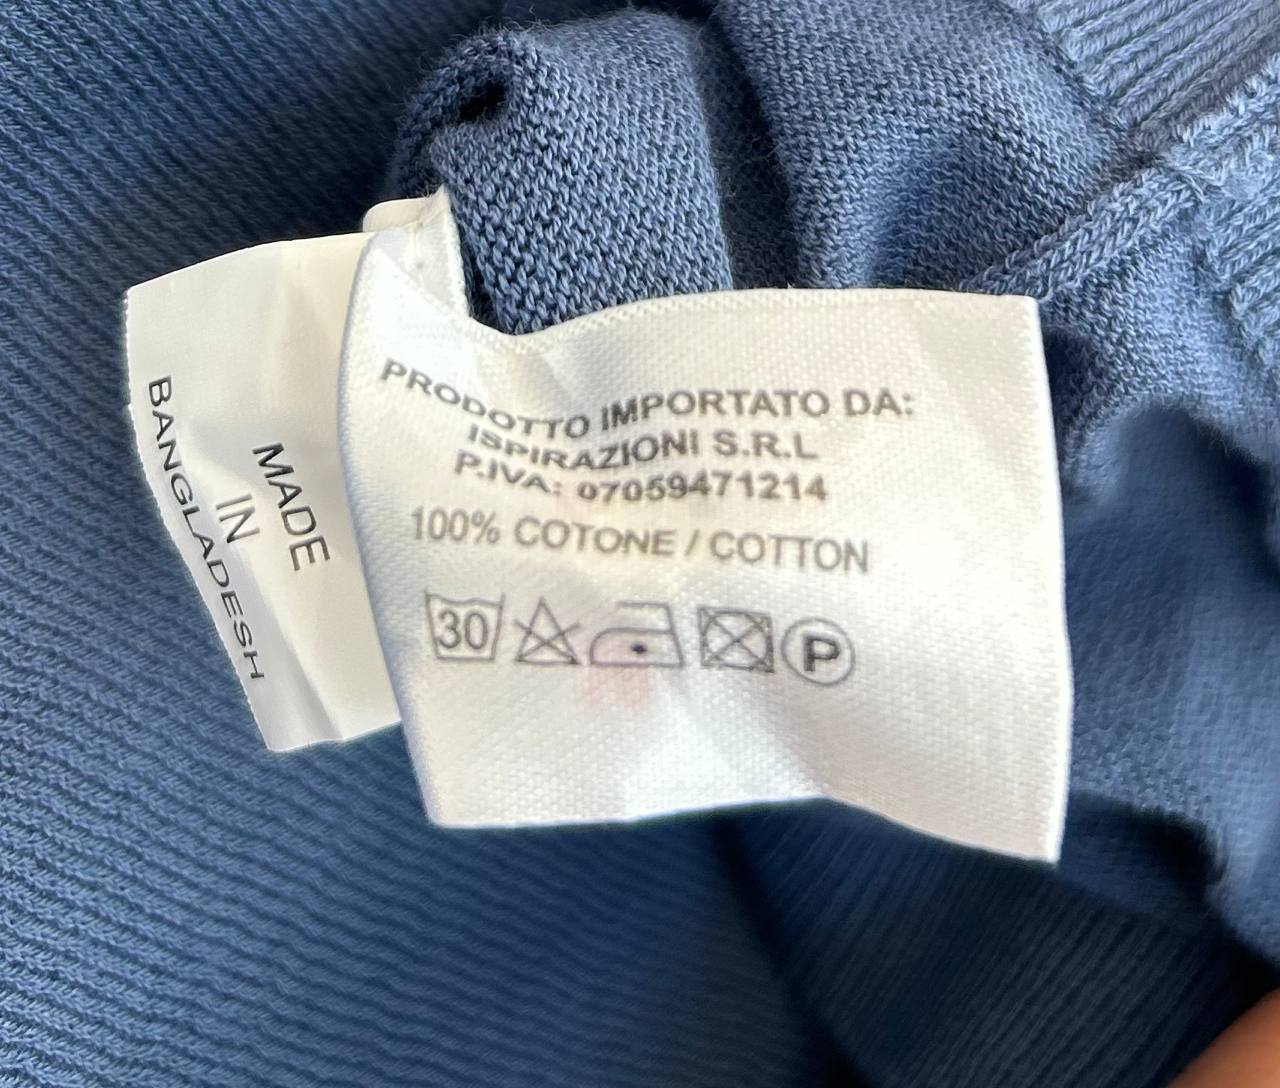 MADE
IN
BANGLADESH
PRODOTTO IMPORTATO DA:
ISPIRAZIONI S.R.L
P.IVA: 07059471214
100% COTONE / COTTON
30 P